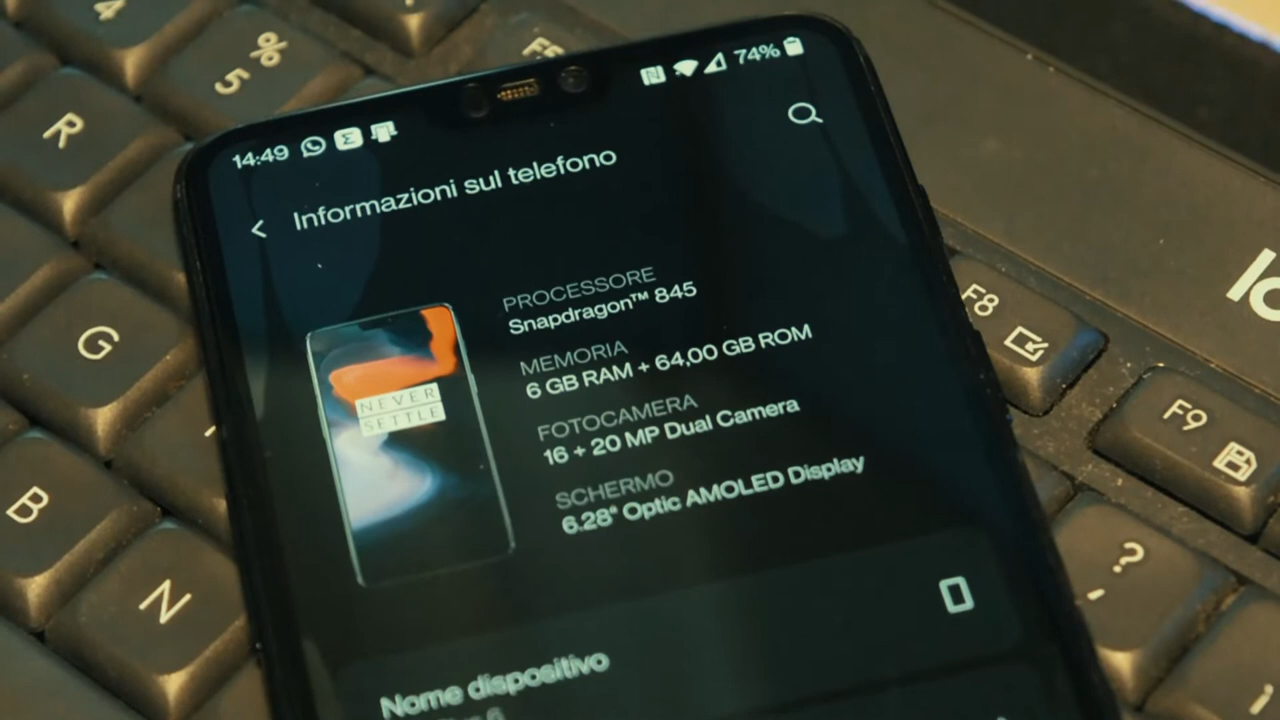 14:49
74%
Informazioni sul telefono
PROCESSORE
Snapdragon™ 845
MEMORIA
6 GB RAM + 64,00 GB ROM
FOTOCAMERA
16 + 20 MP Dual Camera
SCHERMO
6.28" Optic AMOLED Display
NEVER
SETTLE
Nome dispositivo
4
5 %
R
G
B
N
F8
F9
?